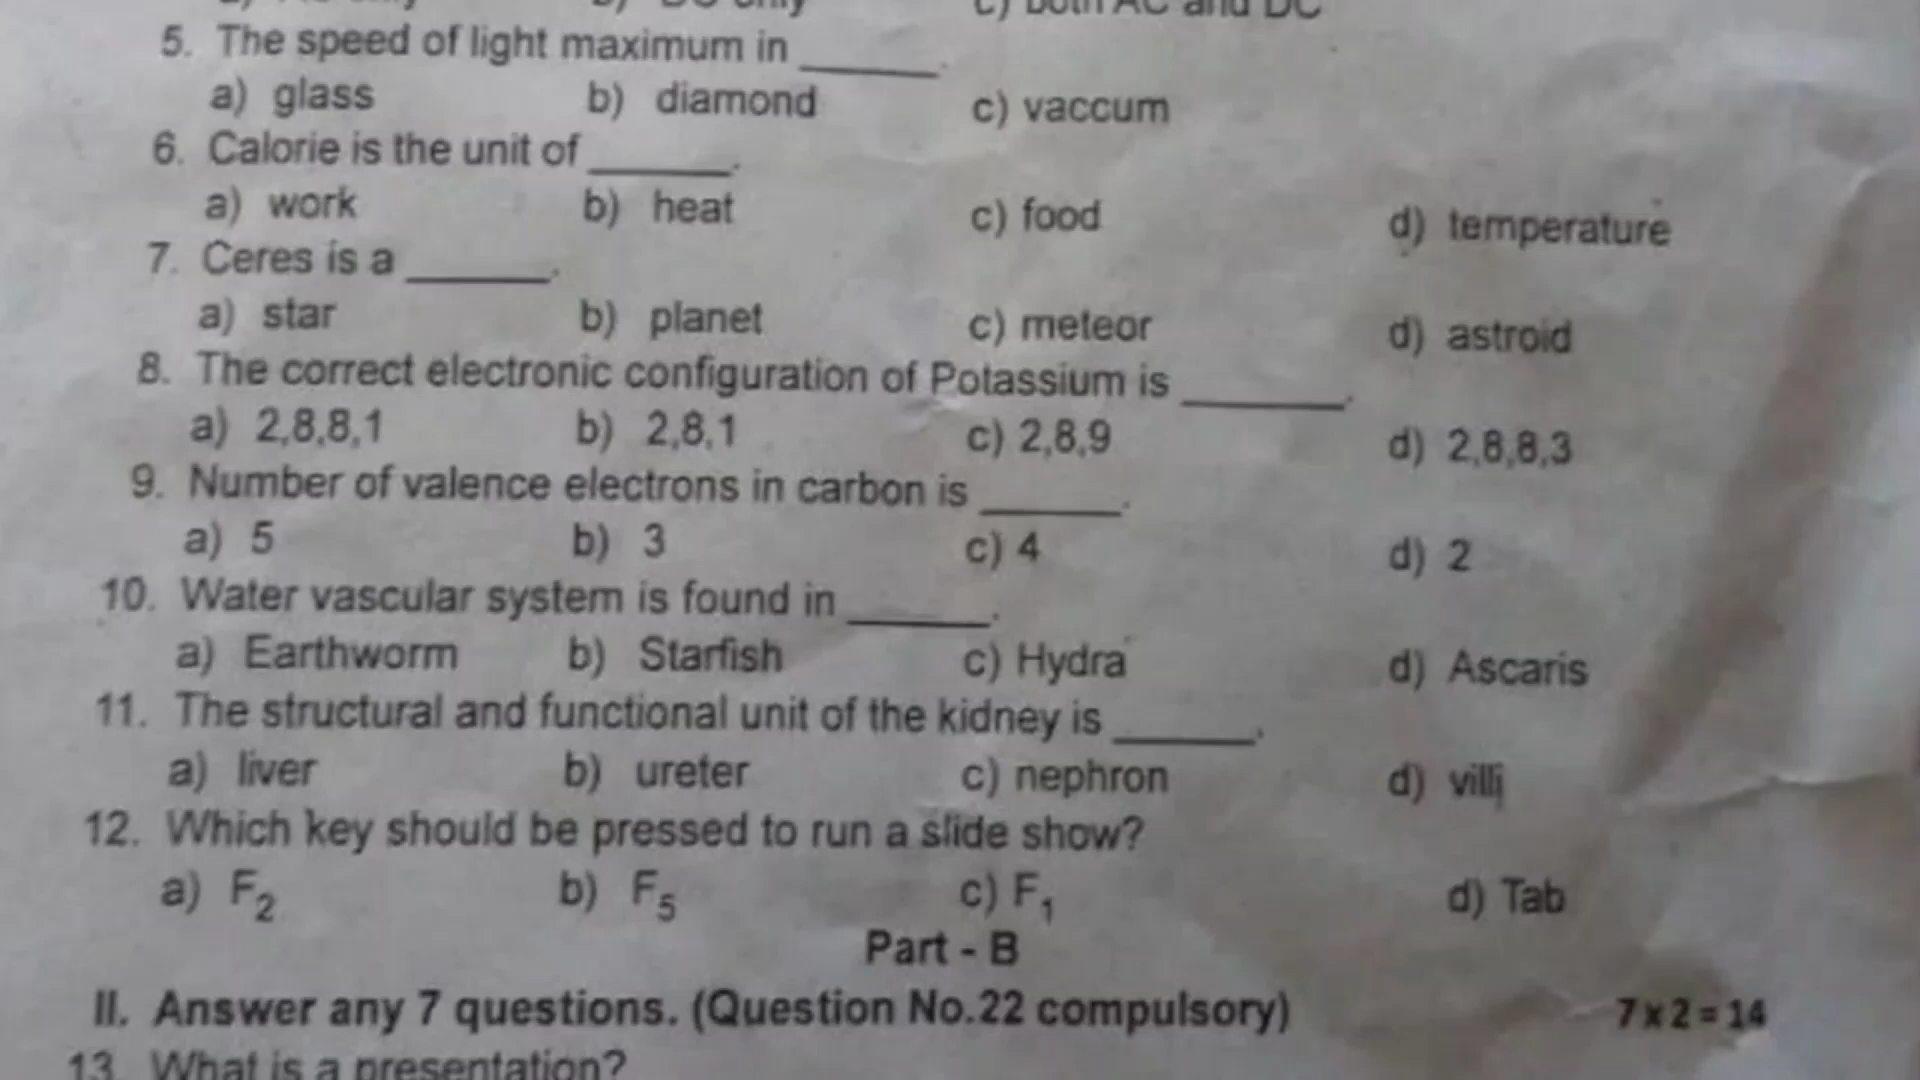 c) both AC and DC
5. The speed of light maximum in ______.
a) glass b) diamond c) vaccum
6. Calorie is the unit of ______.
a) work b) heat c) food d) temperature
7. Ceres is a ______.
a) star b) planet c) meteor d) astroid
8. The correct electronic configuration of Potassium is ______.
a) 2,8,8,1 b) 2,8,1 c) 2,8,9 d) 2,8,8,3
9. Number of valence electrons in carbon is ______.
a) 5 b) 3 c) 4 d) 2
10. Water vascular system is found in ______.
a) Earthworm b) Starfish c) Hydra d) Ascaris
11. The structural and functional unit of the kidney is ______.
a) liver b) ureter c) nephron d) villi
12. Which key should be pressed to run a slide show?
a) F₂ b) F₅ c) F₁ d) Tab
Part - B
II. Answer any 7 questions. (Question No.22 compulsory) 7 x 2 = 14
13. What is a presentation?